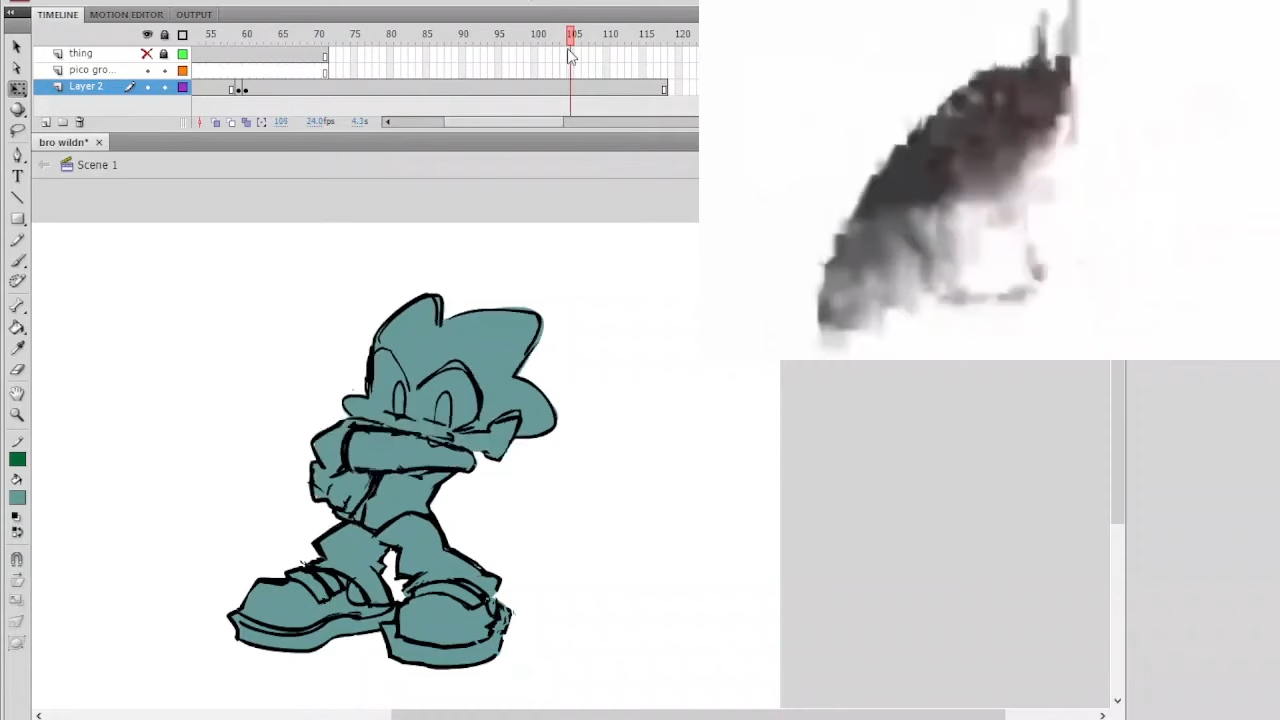 TIMELINE MOTION EDITOR OUTPUT
55 60 65 70 75 80 85 90 95 100 105 110 115 120
thing
pico gro...
Layer 2
105 24.0fps 4.3s
bro wildn* ×
Scene 1
T